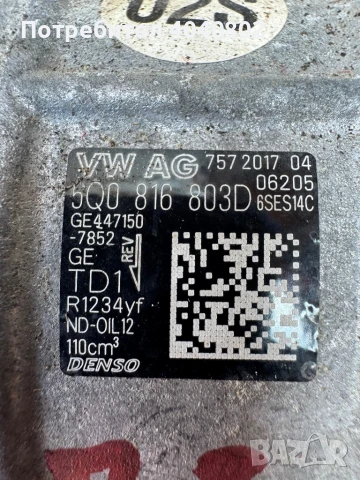 02S
VW AG 757 2017 04
06205
5Q0 816 803D 6SES14C
GE447150
-7852
GE
REV
TD1
R1234yf
ND-OIL12
110cm³
DENSO
BAZAR